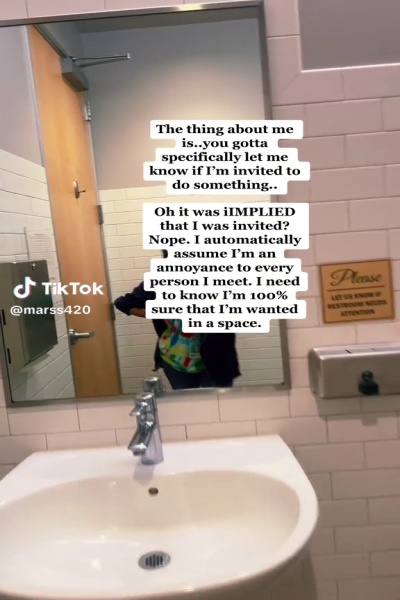 The thing about me
is..you gotta
specifically let me
know if I'm invited to
do something..
Oh it was iIMPLIED
that I was invited?
Nope. I automatically
assume I'm an
annoyance to every
person I meet. I need
to know I'm 100%
sure that I'm wanted
in a space.
TikTok
@marss420
Please
LET US KNOW IF
RESTROOM NEEDS
ATTENTION